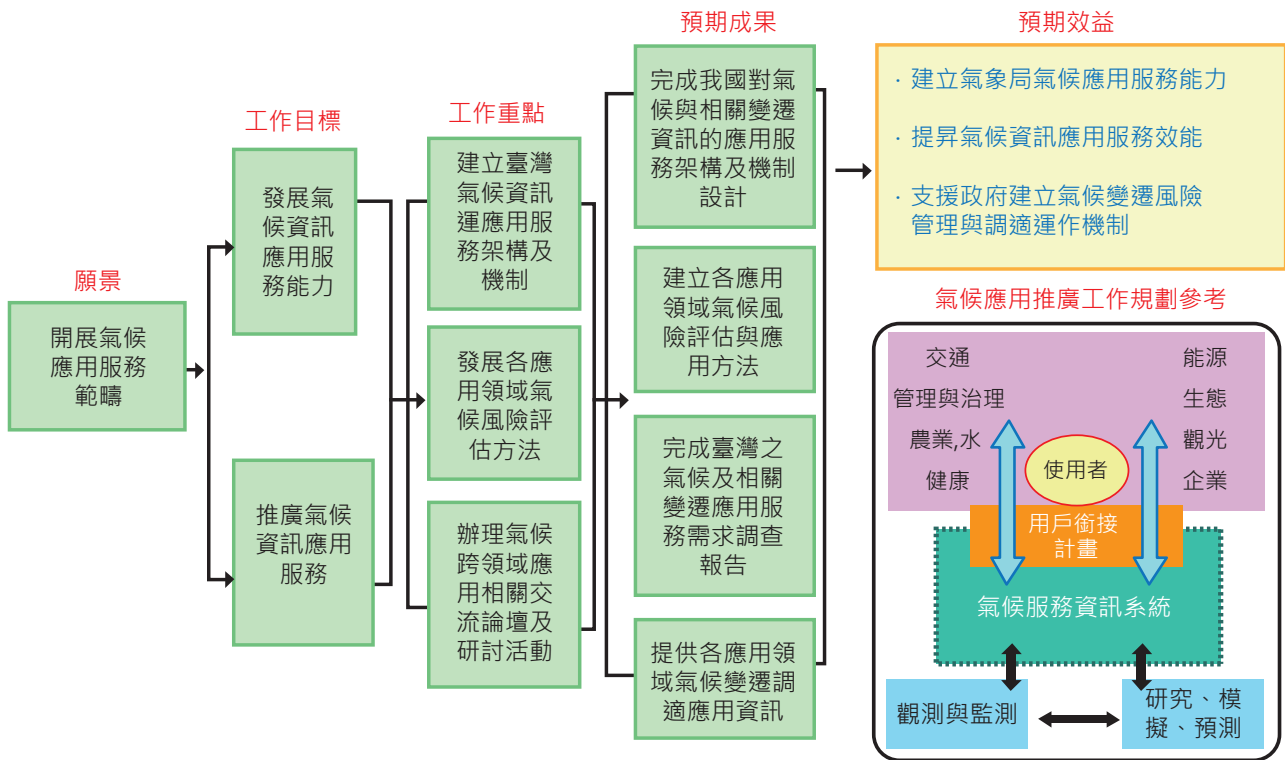 願景
開展氣候
應用服務
範疇
工作目標
發展氣
候資訊
應用服
務能力
推廣氣候
資訊應用
服務
工作重點
建立臺灣
氣候資訊
運應用服
務架構及
機制
發展各應
用領域氣
候風險評
估方法
辦理氣候
跨領域應
用相關交
流論壇及
研討活動
預期成果
完成我國對氣
候與相關變遷
資訊的應用服
務架構及機制
設計
建立各應用
領域氣候風
險評估與應
用方法
完成臺灣之
氣候及相關
變遷應用服
務需求調查
報告
提供各應用領
域氣候變遷調
適應用資訊
預期效益
· 建立氣象局氣候應用服務能力
· 提昇氣候資訊應用服務效能
· 支援政府建立氣候變遷風險
管理與調適運作機制
氣候應用推廣工作規劃參考
交通
管理與治理
農業,水
健康
能源
生態
觀光
企業
使用者
用戶銜接
計畫
氣候服務資訊系統
觀測與監測
研究、模
擬、預測